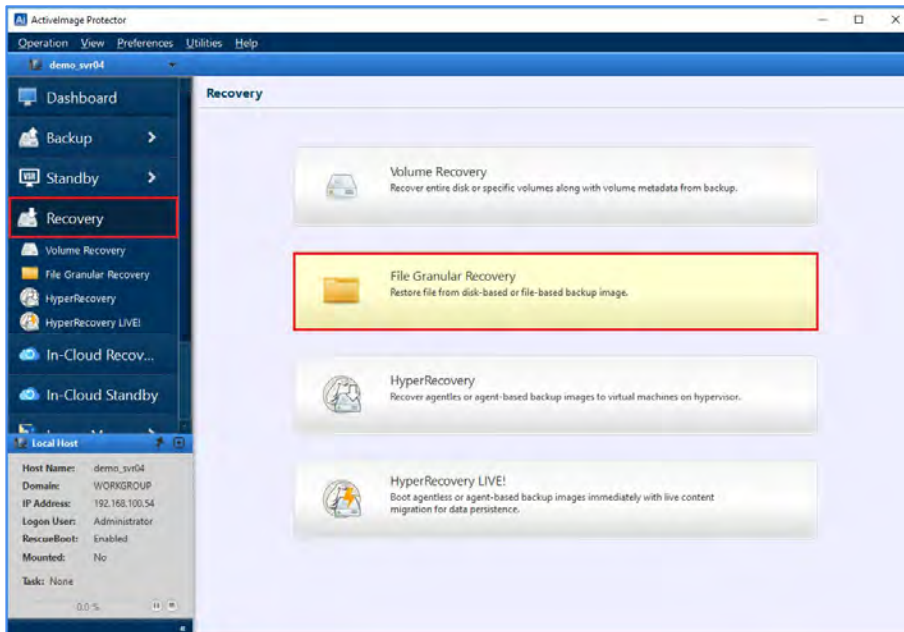 AI ActiveImage Protector
Operation View Preferences Utilities Help
demo_svr04
Dashboard
Backup
Standby
Recovery
Volume Recovery
File Granular Recovery
HyperRecovery
HyperRecovery LIVE!
In-Cloud Recov...
In-Cloud Standby
Local Host
Host Name: demo_svr04
Domain: WORKGROUP
IP Address: 192.168.100.54
Logon User: Administrator
RescueBoot: Enabled
Mounted: No
Task: None
0.0 %
Recovery
Volume Recovery
Recover entire disk or specific volumes along with volume metadata from backup.
File Granular Recovery
Restore file from disk-based or file-based backup image.
HyperRecovery
Recover agentles or agent-based backup images to virtual machines on hypervisor.
HyperRecovery LIVE!
Boot agentless or agent-based backup images immediately with live content
migration for data persistence.